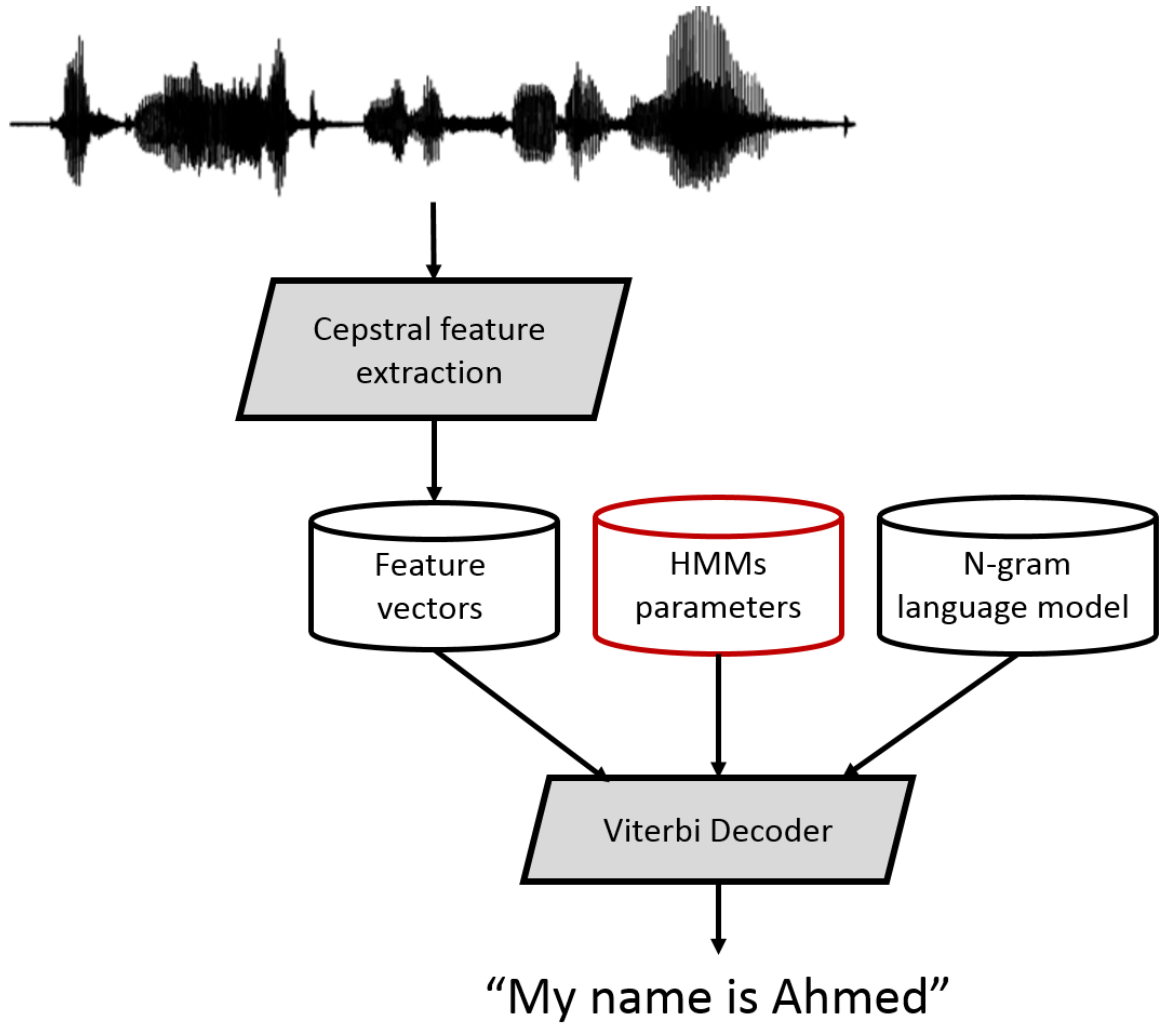 Cepstral feature
extraction
Feature
vectors
HMMs
parameters
N-gram
language model
Viterbi Decoder
“My name is Ahmed”